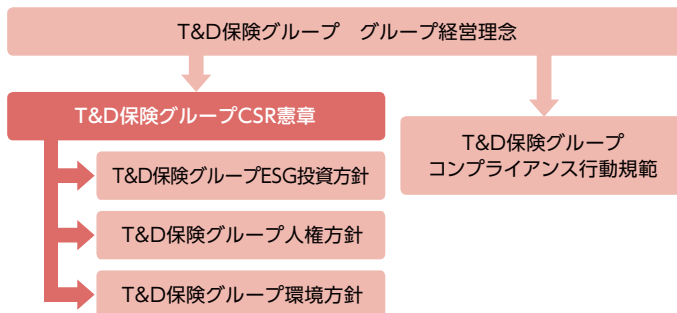 T&D保険グループ　グループ経営理念
T&D保険グループCSR憲章
T&D保険グループ
コンプライアンス行動規範
T&D保険グループESG投資方針
T&D保険グループ人権方針
T&D保険グループ環境方針